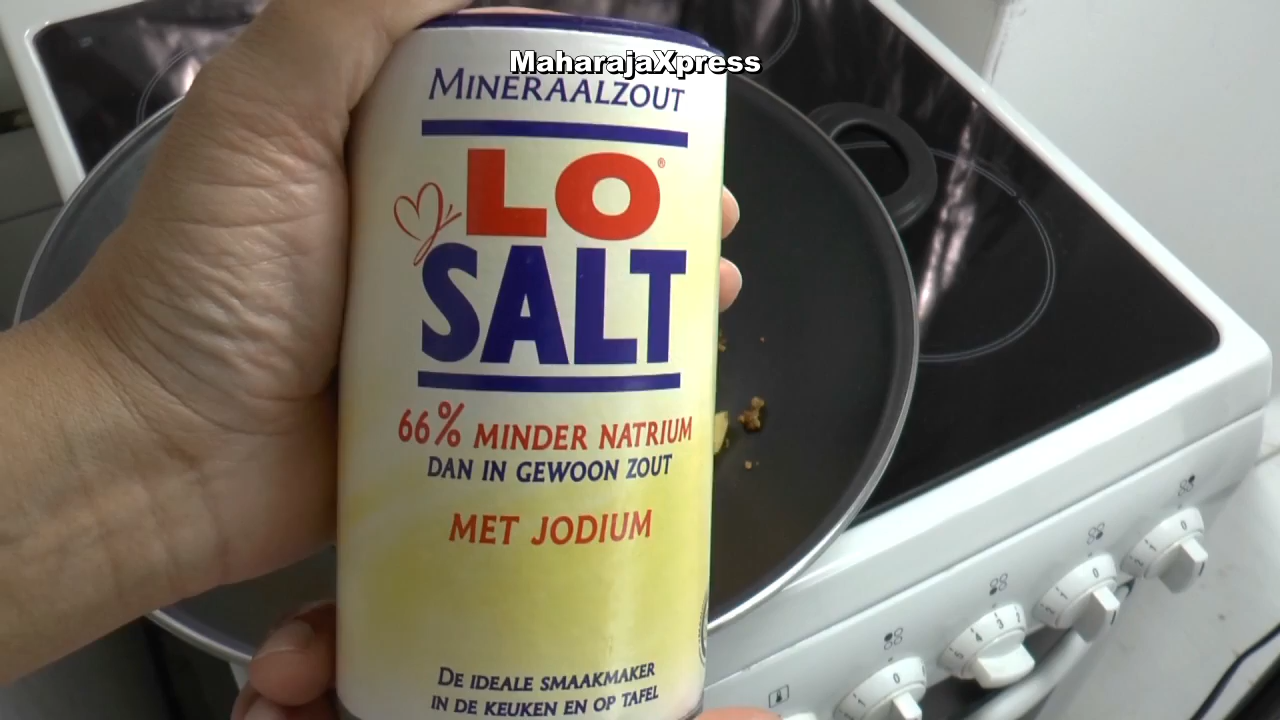 MaharajaXpress
MINERAALZOUT
LO®
SALT
66% MINDER NATRIUM
DAN IN GEWOON ZOUT
MET JODIUM
DE IDEALE SMAAKMAKER
IN DE KEUKEN EN OP TAFEL